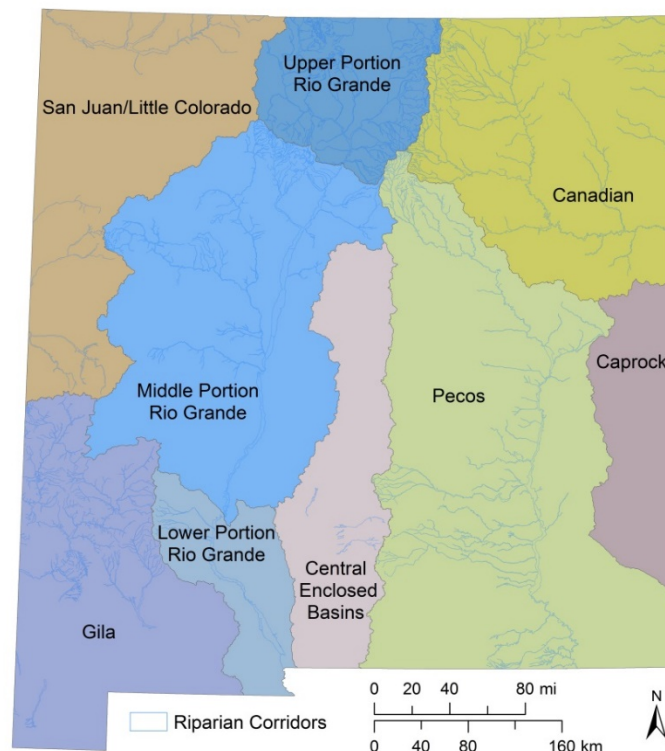 Upper Portion
Rio Grande
San Juan/Little Colorado
Canadian
Caprock
Middle Portion
Rio Grande
Pecos
Lower Portion
Rio Grande
Central
Enclosed
Basins
Gila
Riparian Corridors
0 20 40 80 mi
0 40 80 160 km
N